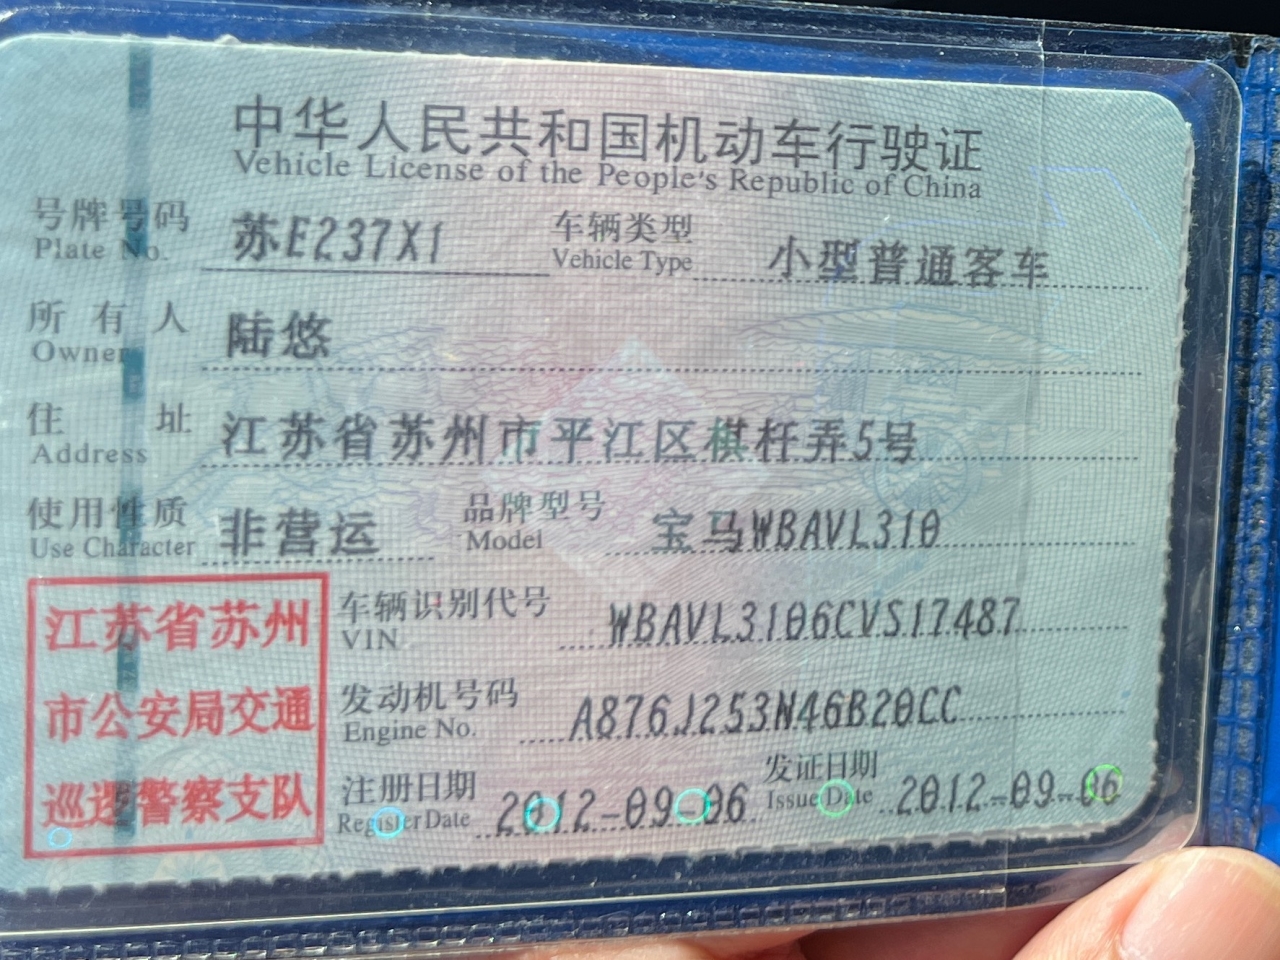 中华人民共和国机动车行驶证
Vehicle License of the People's Republic of China
号牌号码 苏E237X1 车辆类型 小型普通客车
Plate No. Vehicle Type
所有人 陆悠
Owner
住址 江苏省苏州市平江区棋杆弄5号
Address
使用性质 非营运 品牌型号 宝马WBAVL310
Use Character Model
江苏省苏州
市公安局交通
巡逻警察支队
车辆识别代号 WBAVL3106CVS17487
VIN
发动机号码 A876J253N46B20CC
Engine No.
注册日期 2012-09-06 发证日期 2012-09-06
Register Date Issue Date